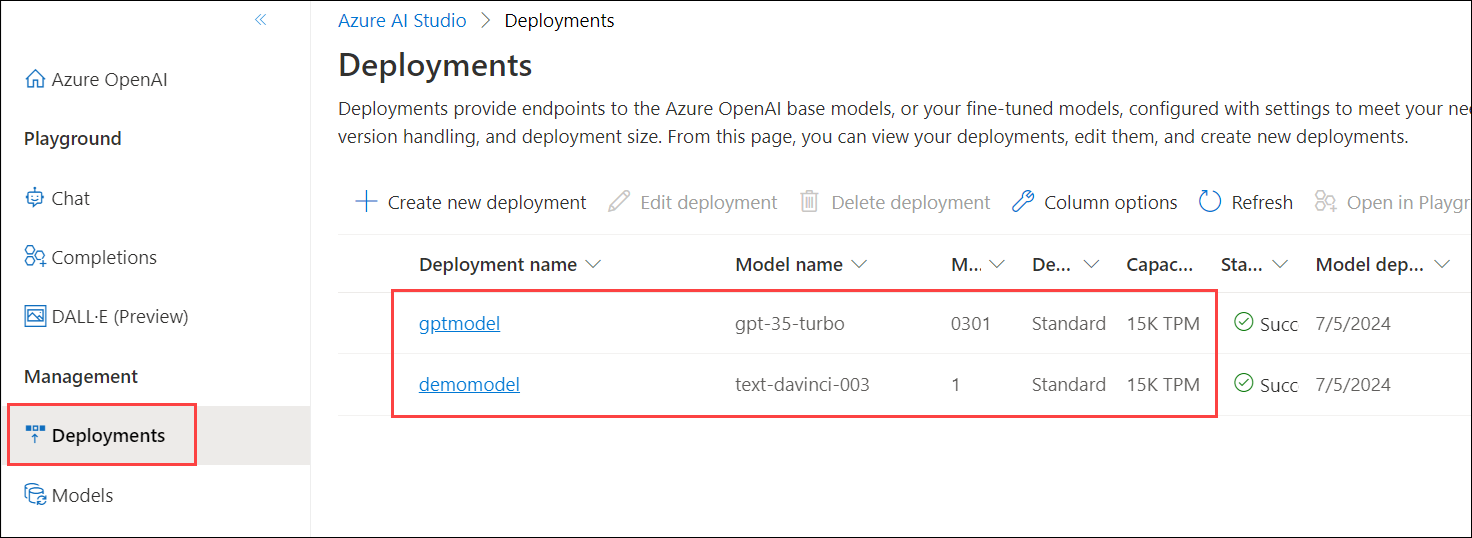 Azure OpenAI
Playground
Chat
Completions
DALL·E (Preview)
Management
Deployments
Models
Azure AI Studio > Deployments
Deployments
Deployments provide endpoints to the Azure OpenAI base models, or your fine-tuned models, configured with settings to meet your nee
version handling, and deployment size. From this page, you can view your deployments, edit them, and create new deployments.
Create new deployment Edit deployment Delete deployment Column options Refresh Open in Playgr
Deployment name Model name M... De... Capac... Sta... Model dep...
gptmodel gpt-35-turbo 0301 Standard 15K TPM Succ 7/5/2024
demomodel text-davinci-003 1 Standard 15K TPM Succ 7/5/2024